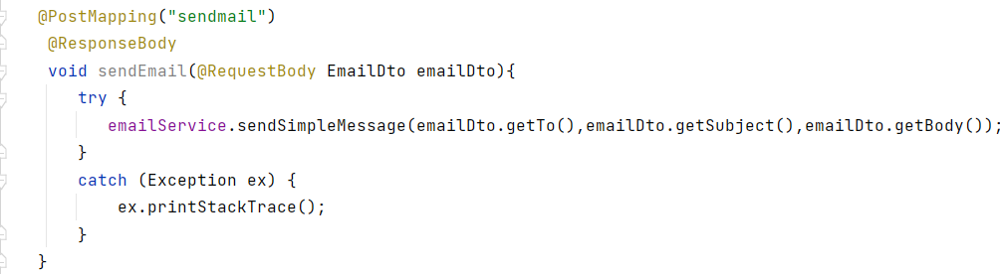 @PostMapping("sendmail")
@ResponseBody
void sendEmail(@RequestBody EmailDto emailDto){
try {
emailService.sendSimpleMessage(emailDto.getTo(),emailDto.getSubject(),emailDto.getBody());
}
catch (Exception ex) {
ex.printStackTrace();
}
}